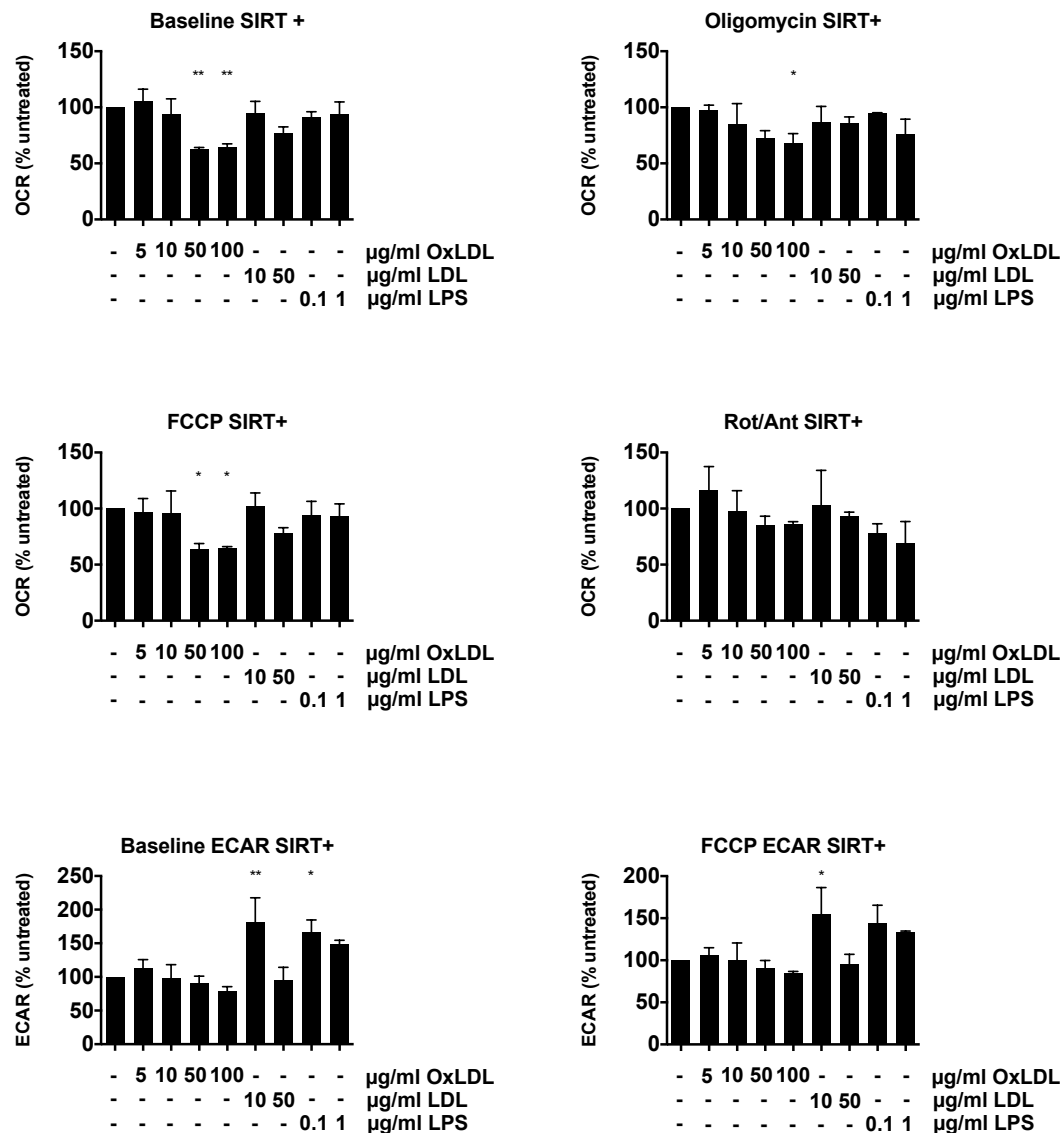 Baseline SIRT +
**
**
150
100
50
0
OCR (% untreated)
- 5 10 50 100 - - - - µg/ml OxLDL
- - - - - 10 50 - - µg/ml LDL
- - - - - - - 0.1 1 µg/ml LPS
Oligomycin SIRT+
*
150
100
50
0
OCR (% untreated)
- 5 10 50 100 - - - - µg/ml OxLDL
- - - - - 10 50 - - µg/ml LDL
- - - - - - - 0.1 1 µg/ml LPS
FCCP SIRT+
*
*
150
100
50
0
OCR (% untreated)
- 5 10 50 100 - - - - µg/ml OxLDL
- - - - - 10 50 - - µg/ml LDL
- - - - - - - 0.1 1 µg/ml LPS
Rot/Ant SIRT+
150
100
50
0
OCR (% untreated)
- 5 10 50 100 - - - - µg/ml OxLDL
- - - - - 10 50 - - µg/ml LDL
- - - - - - - 0.1 1 µg/ml LPS
Baseline ECAR SIRT+
**
*
250
200
150
100
50
0
ECAR (% untreated)
- 5 10 50 100 - - - - µg/ml OxLDL
- - - - - 10 50 - - µg/ml LDL
- - - - - - - 0.1 1 µg/ml LPS
FCCP ECAR SIRT+
*
200
150
100
50
0
ECAR (% untreated)
- 5 10 50 100 - - - - µg/ml OxLDL
- - - - - 10 50 - - µg/ml LDL
- - - - - - - 0.1 1 µg/ml LPS